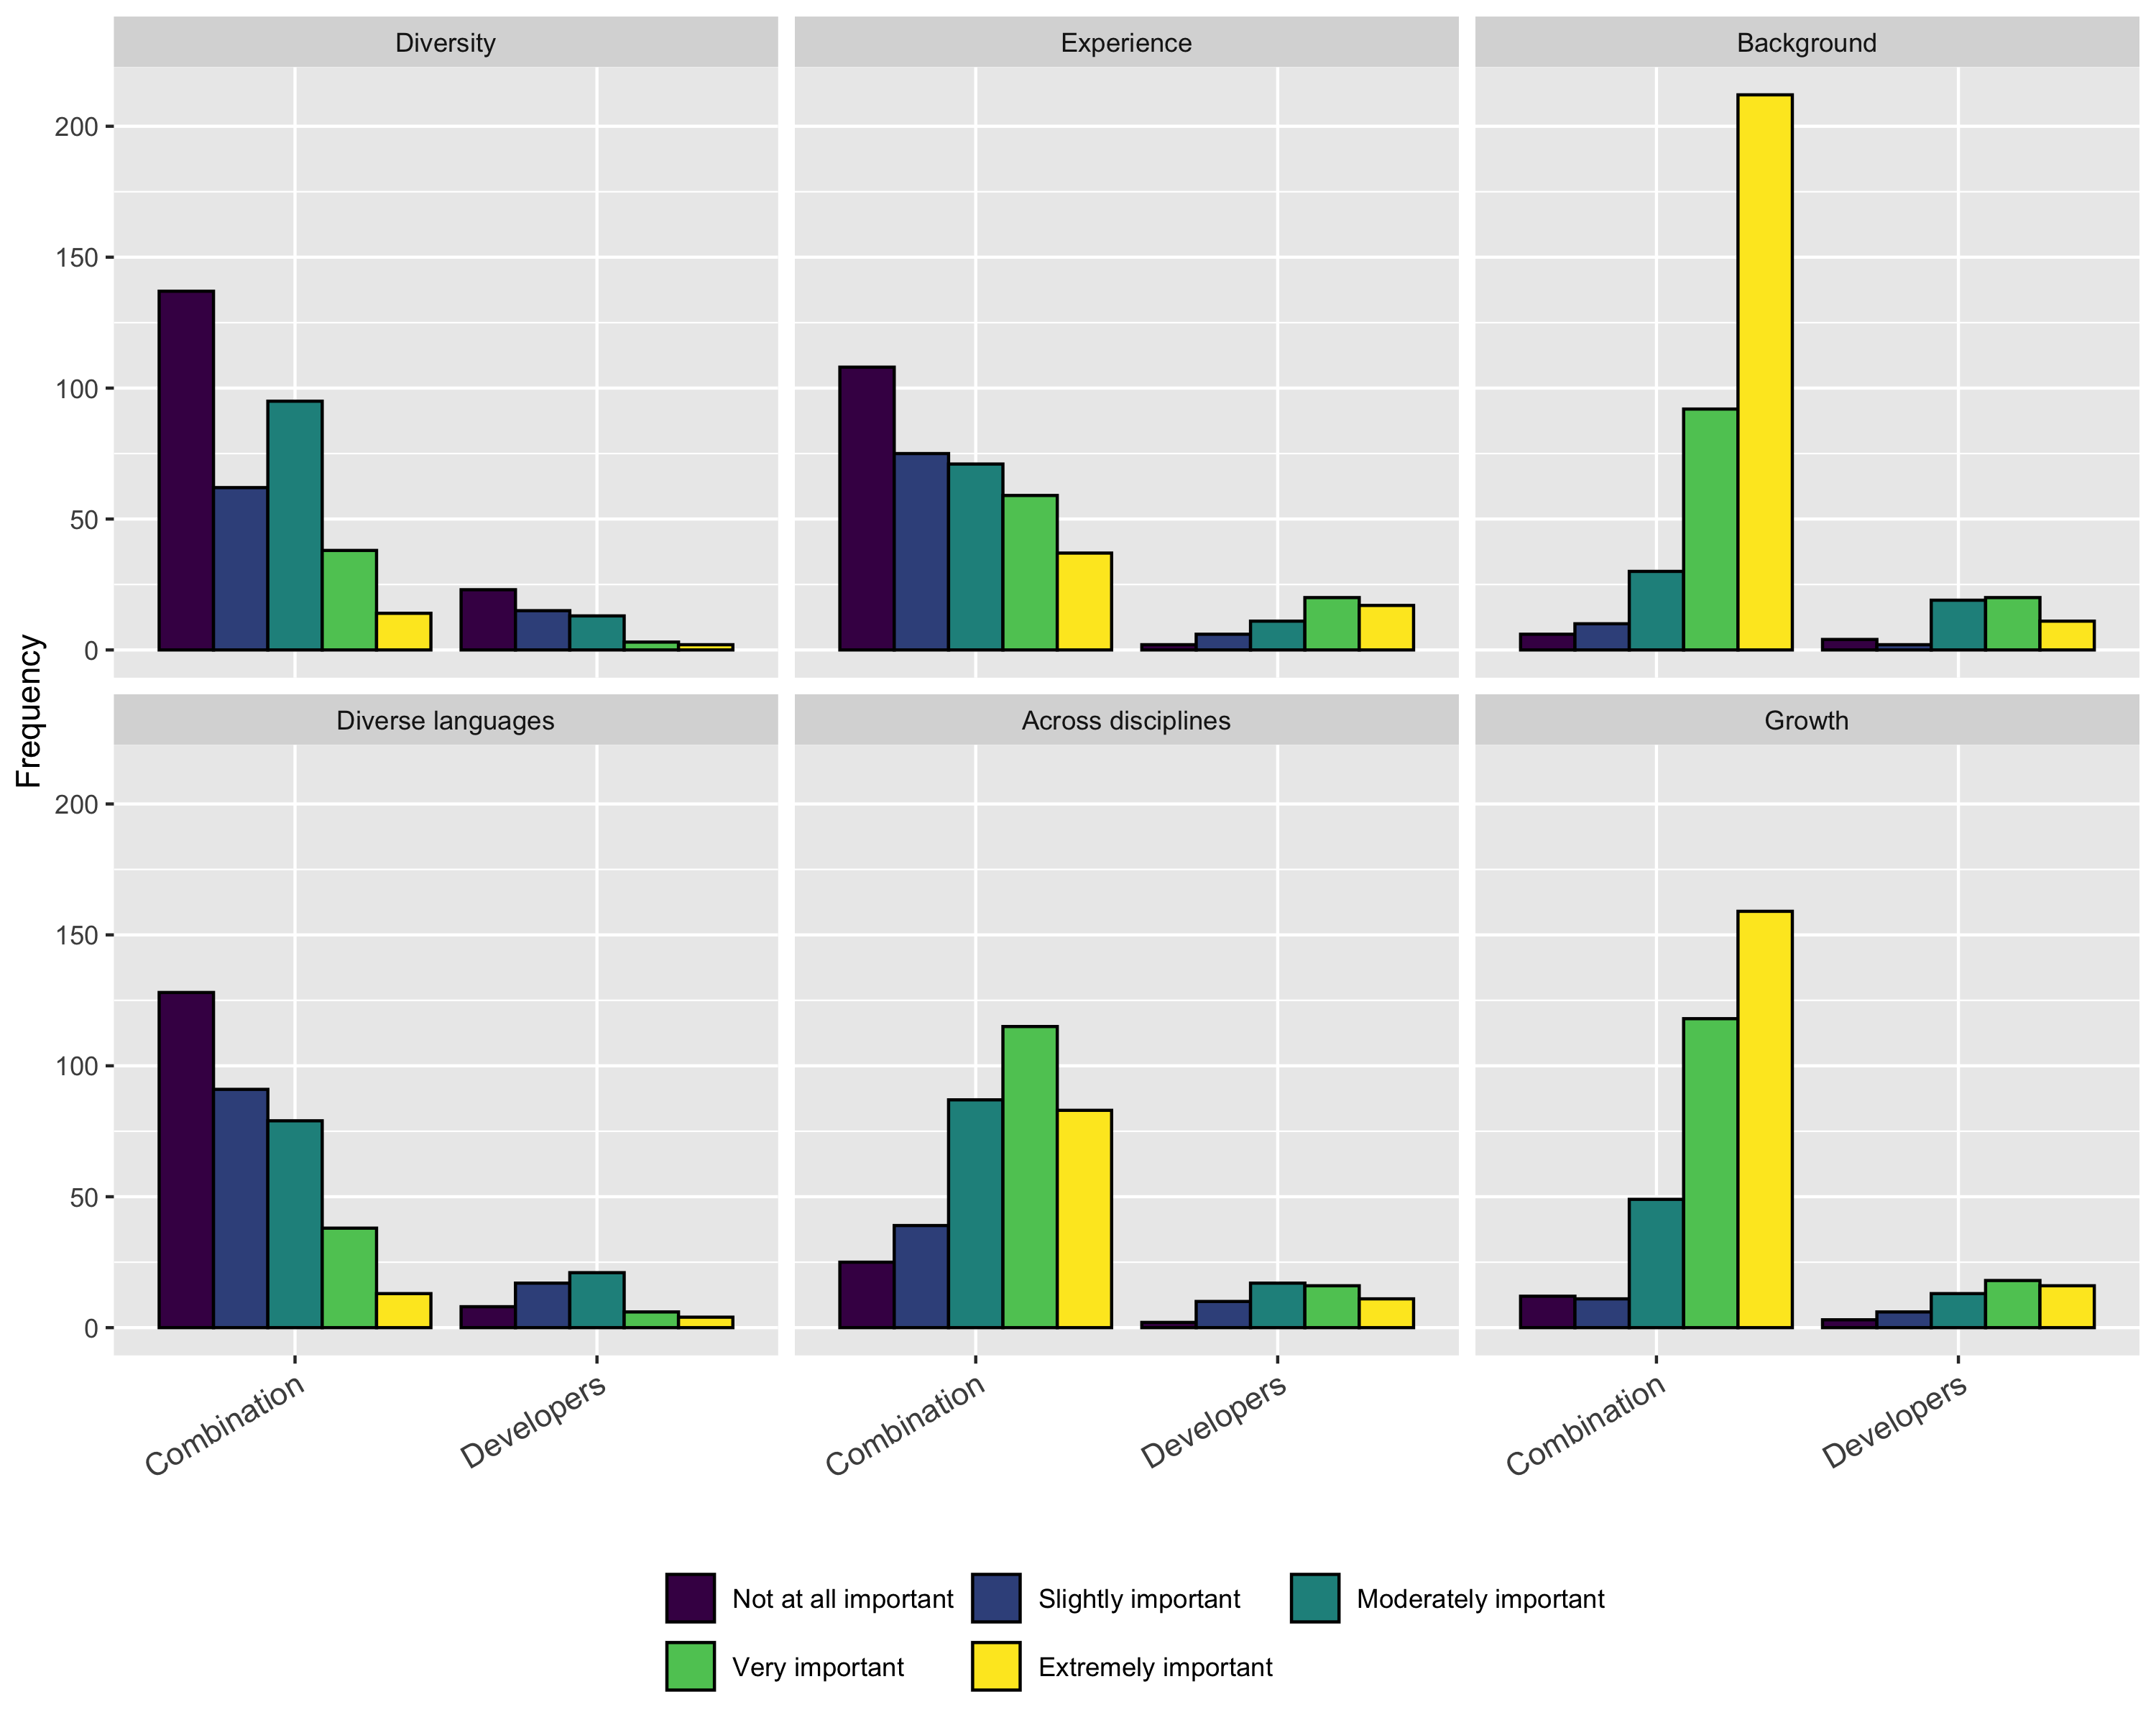 Diversity
Experience
Background
200
150
100
50
0
Diverse languages
Across disciplines
Growth
200
150
100
50
0
Frequency
Combination
Developers
Combination
Developers
Combination
Developers
Not at all important
Slightly important
Moderately important
Very important
Extremely important